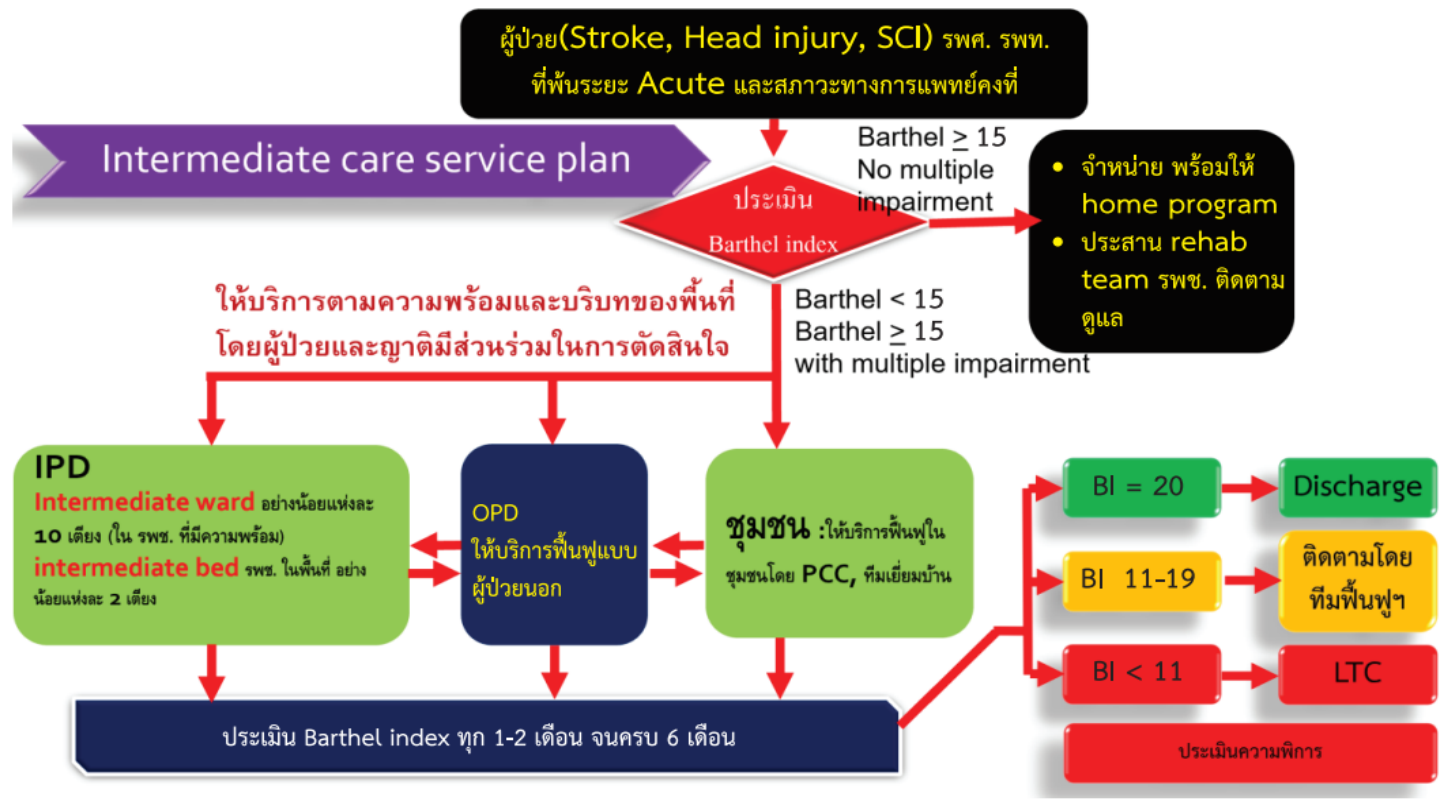 ผู้ป่วย(Stroke, Head injury, SCI) รพศ. รพท.
ที่พ้นระยะ Acute และสภาวะทางการแพทย์คงที่
Intermediate care service plan
ประเมิน
Barthel index
Barthel ≥ 15
No multiple
impairment
• จำหน่าย พร้อมให้
home program
• ประสาน rehab
team รพช. ติดตาม
ดูแล
ให้บริการตามความพร้อมและบริบทของพื้นที่
โดยผู้ป่วยและญาติมีส่วนร่วมในการตัดสินใจ
Barthel < 15
Barthel ≥ 15
with multiple impairment
IPD
Intermediate ward อย่างน้อยแห่งละ
10 เตียง (ใน รพช. ที่มีความพร้อม)
intermediate bed รพช. ในพื้นที่ อย่าง
น้อยแห่งละ 2 เตียง
OPD
ให้บริการฟื้นฟูแบบ
ผู้ป่วยนอก
ชุมชน :ให้บริการฟื้นฟูใน
ชุมชนโดย PCC, ทีมเยี่ยมบ้าน
BI = 20
Discharge
BI 11-19
ติดตามโดย
ทีมฟื้นฟูฯ
BI < 11
LTC
ประเมิน Barthel index ทุก 1-2 เดือน จนครบ 6 เดือน
ประเมินความพิการ